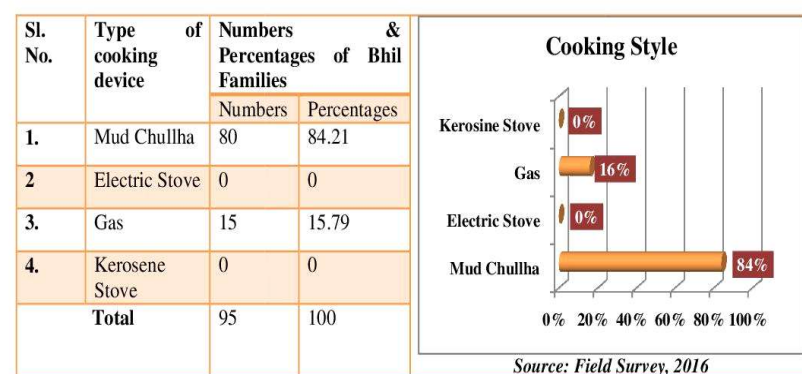 Sl. No.
Type of cooking device
Numbers & Percentages of Bhil Families
Numbers Percentages
1. Mud Chullha 80 84.21
2 Electric Stove 0 0
3. Gas 15 15.79
4. Kerosene Stove 0 0
Total 95 100
Cooking Style
Kerosine Stove 0%
Gas 16%
Electric Stove 0%
Mud Chullha 84%
0% 20% 40% 60% 80% 100%
Source: Field Survey, 2016